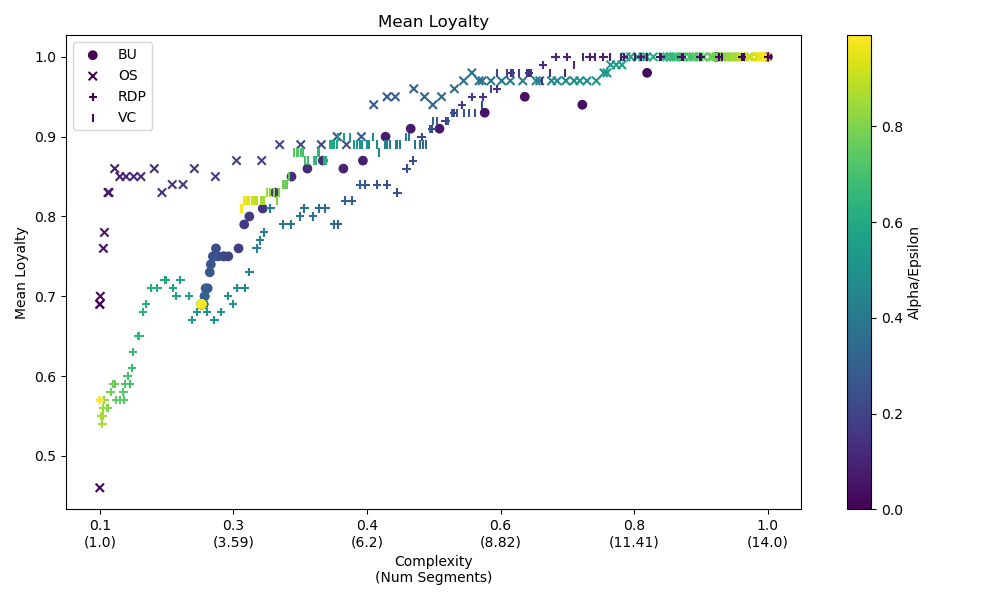 Mean Loyalty
BU
OS
RDP
VC
1.0
0.9
0.8
0.7
0.6
0.5
Mean Loyalty
0.1
(1.0)
0.3
(3.59)
0.4
(6.2)
0.6
(8.82)
0.8
(11.41)
1.0
(14.0)
Complexity
(Num Segments)
0.8
0.6
0.4
0.2
0.0
Alpha/Epsilon